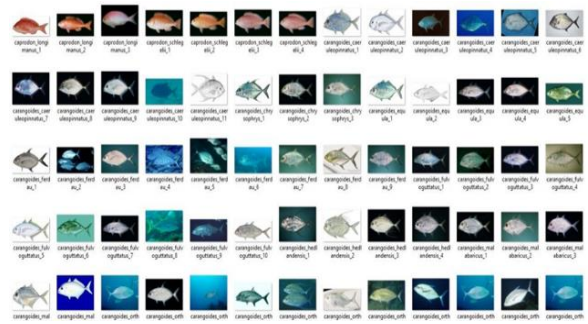 caprodon_longi caprodon_longi caprodon_longi caprodon_schleg caprodon_schleg caprodon_schleg caprodon_schleg carangoides_caer carangoides_caer carangoides_caer carangoides_caer carangoides_caer carangoides_caer
manus_1 manus_2 manus_3 elii_1 elii_2 elii_3 elii_4 uleopinnatus_1 uleopinnatus_2 uleopinnatus_3 uleopinnatus_4 uleopinnatus_5 uleopinnatus_6
carangoides_caer carangoides_caer carangoides_caer carangoides_caer carangoides_caer carangoides_chry carangoides_chry carangoides_chry carangoides_equ carangoides_equ carangoides_equ carangoides_equ carangoides_equ
uleopinnatus_7 uleopinnatus_8 uleopinnatus_9 uleopinnatus_10 uleopinnatus_11 sophrys_1 sophrys_2 sophrys_3 ula_1 ula_2 ula_3 ula_4 ula_5
carangoides_ferd carangoides_ferd carangoides_ferd carangoides_ferd carangoides_ferd carangoides_ferd carangoides_ferd carangoides_ferd carangoides_ferd carangoides_fulv carangoides_fulv carangoides_fulv carangoides_fulv
au_1 au_2 au_3 au_4 au_5 au_6 au_7 au_8 au_9 oguttatus_1 oguttatus_2 oguttatus_3 oguttatus_4
carangoides_fulv carangoides_fulv carangoides_fulv carangoides_fulv carangoides_fulv carangoides_fulv carangoides_hedl carangoides_hedl carangoides_hedl carangoides_hedl carangoides_mal carangoides_mal carangoides_mal
oguttatus_5 oguttatus_6 oguttatus_7 oguttatus_8 oguttatus_9 oguttatus_10 andensis_1 andensis_2 andensis_3 andensis_4 abaricus_1 abaricus_2 abaricus_3
carangoides_mal carangoides_mal carangoides_orth carangoides_orth carangoides_orth carangoides_orth carangoides_orth carangoides_orth carangoides_orth carangoides_orth carangoides_orth carangoides_orth carangoides_orth